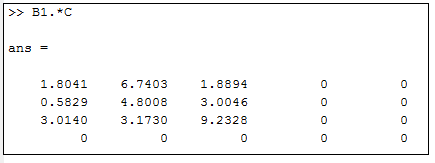 >> B1.*C
ans =
1.8041 6.7403 1.8894 0 0
0.5829 4.8008 3.0046 0 0
3.0140 3.1730 9.2328 0 0
0 0 0 0 0